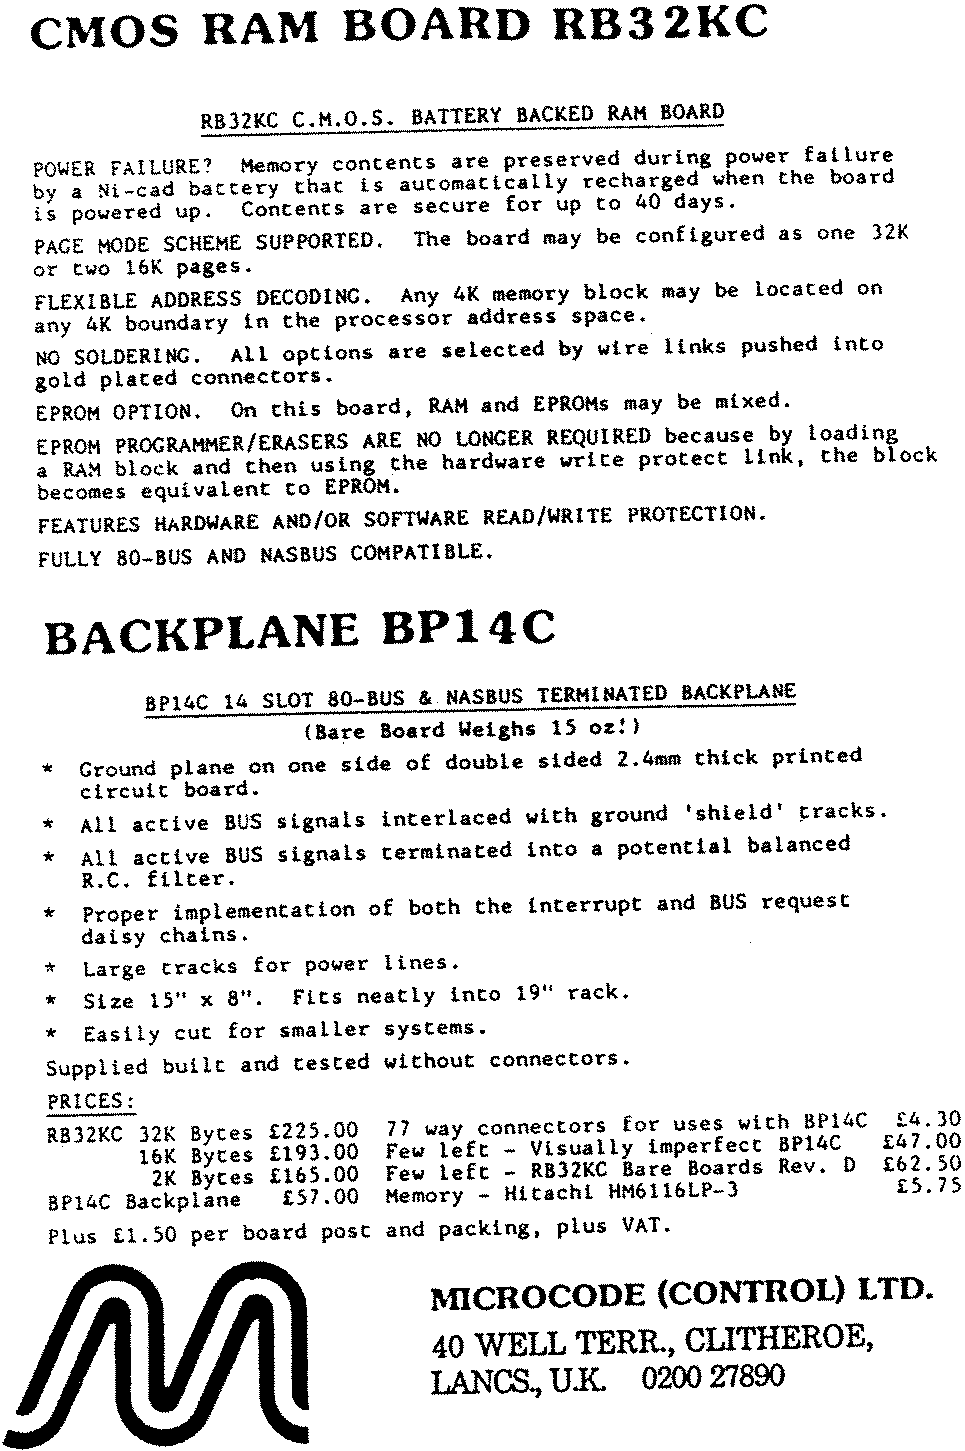 CMOS RAM BOARD RB32KC
RB32KC C.M.O.S. BATTERY BACKED RAM BOARD
POWER FAILURE? Memory contents are preserved during power failure
by a Ni-cad battery that is automatically recharged when the board
is powered up. Contents are secure for up to 40 days.
PAGE MODE SCHEME SUPPORTED. The board may be configured as one 32K
or two 16K pages.
FLEXIBLE ADDRESS DECODING. Any 4K memory block may be located on
any 4K boundary in the processor address space.
NO SOLDERING. All options are selected by wire links pushed into
gold plated connectors.
EPROM OPTION. On this board, RAM and EPROMs may be mixed.
EPROM PROGRAMMER/ERASERS ARE NO LONGER REQUIRED because by loading
a RAM block and then using the hardware write protect link, the block
becomes equivalent to EPROM.
FEATURES HARDWARE AND/OR SOFTWARE READ/WRITE PROTECTION.
FULLY 80-BUS AND NASBUS COMPATIBLE.
BACKPLANE BP14C
BP14C 14 SLOT 80-BUS & NASBUS TERMINATED BACKPLANE
(Bare Board Weighs 15 oz!)
* Ground plane on one side of double sided 2.4mm thick printed
circuit board.
* All active BUS signals interlaced with ground 'shield' tracks.
* All active BUS signals terminated into a potential balanced
R.C. filter.
* Proper implementation of both the interrupt and BUS request
daisy chains.
* Large tracks for power lines.
* Size 15" x 8". Fits neatly into 19" rack.
* Easily cut for smaller systems.
Supplied built and tested without connectors.
PRICES:
RB32KC 32K Bytes £225.00 77 way connectors for uses with BP14C £4.30
16K Bytes £193.00 Few left - Visually imperfect BP14C £47.00
2K Bytes £165.00 Few left - RB32KC Bare Boards Rev. D £62.50
BP14C Backplane £57.00 Memory - Hitachi HM6116LP-3 £5.75
Plus £1.50 per board post and packing, plus VAT.
MICROCODE (CONTROL) LTD.
40 WELL TERR., CLITHEROE,
LANCS., U.K. 0200 27890